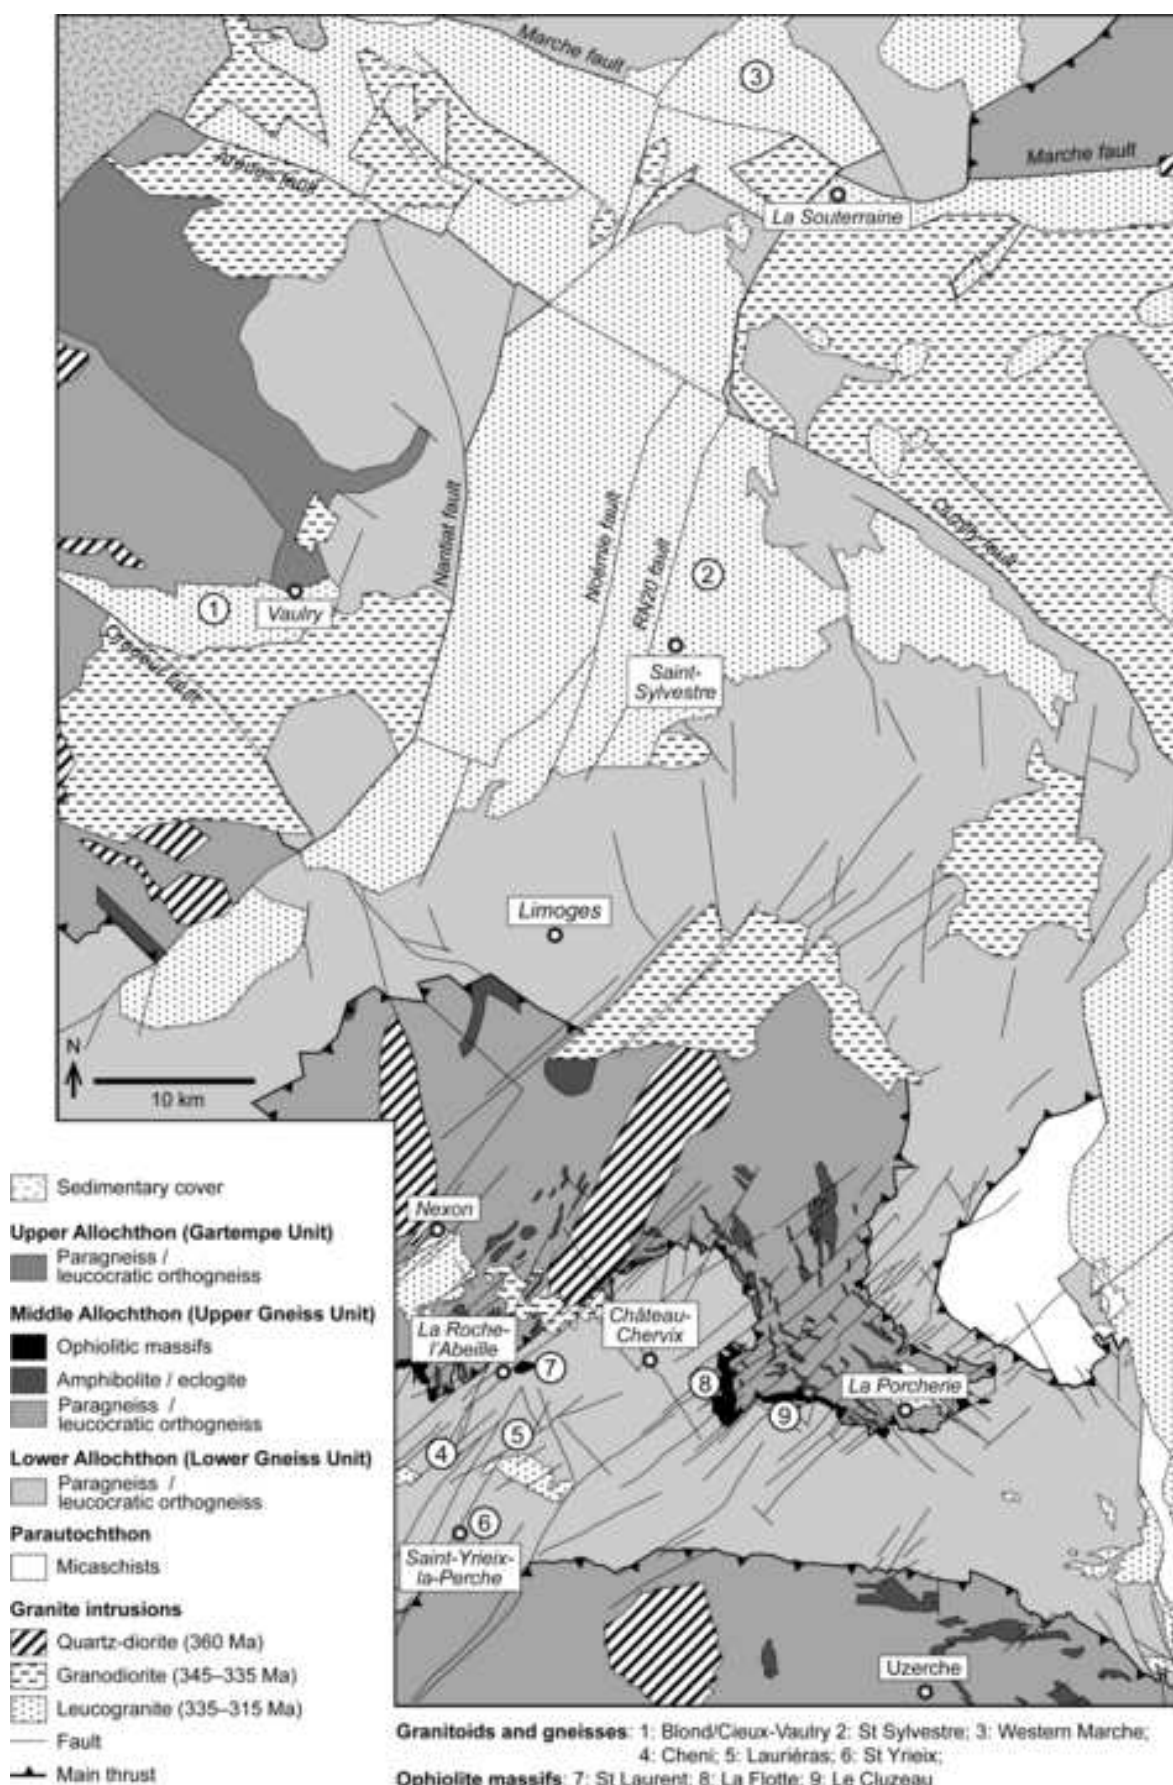 Marche fault
3
Arrènes fault
Marche fault
La Souterraine
Nantiat fault
Noémie fault
RN20 fault
Ouzilly fault
2
1
Vaulry
Oradour fault
Saint-
Sylvestre
Limoges
N
10 km
Nexon
Château-
Chervix
La Roche-
l'Abeille
7
8
La Porcherie
9
5
4
6
Saint-Yrieix-
la-Perche
Uzerche
Sedimentary cover
Upper Allochthon (Gartempe Unit)
Paragneiss /
leucocratic orthogneiss
Middle Allochthon (Upper Gneiss Unit)
Ophiolitic massifs
Amphibolite / eclogite
Paragneiss /
leucocratic orthogneiss
Lower Allochthon (Lower Gneiss Unit)
Paragneiss /
leucocratic orthogneiss
Parautochthon
Micaschists
Granite intrusions
Quartz-diorite (360 Ma)
Granodiorite (345–335 Ma)
Leucogranite (335–315 Ma)
Fault
Main thrust
Granitoids and gneisses: 1: Blond/Cieux-Vaulry 2: St Sylvestre; 3: Western Marche;
4: Cheni; 5: Lauriéras; 6: St Yrieix;
Ophiolite massifs: 7: St Laurent; 8: La Flotte; 9: Le Cluzeau